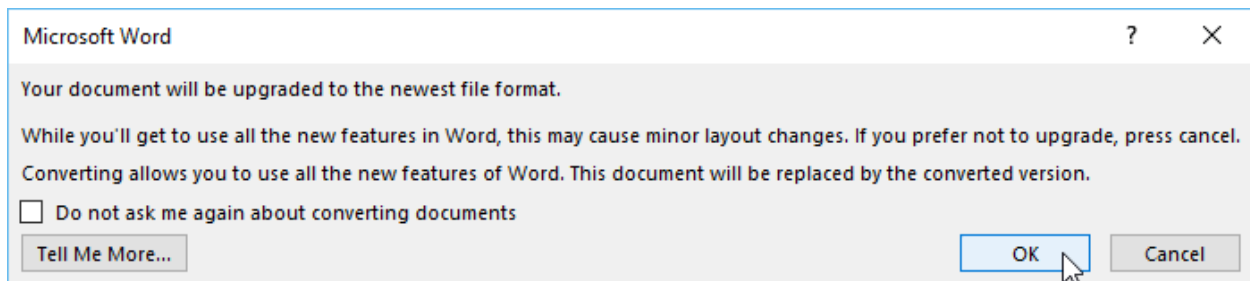 Microsoft Word
?
Your document will be upgraded to the newest file format.
While you'll get to use all the new features in Word, this may cause minor layout changes. If you prefer not to upgrade, press cancel.
Converting allows you to use all the new features of Word. This document will be replaced by the converted version.
Do not ask me again about converting documents
Tell Me More...
OK
Cancel